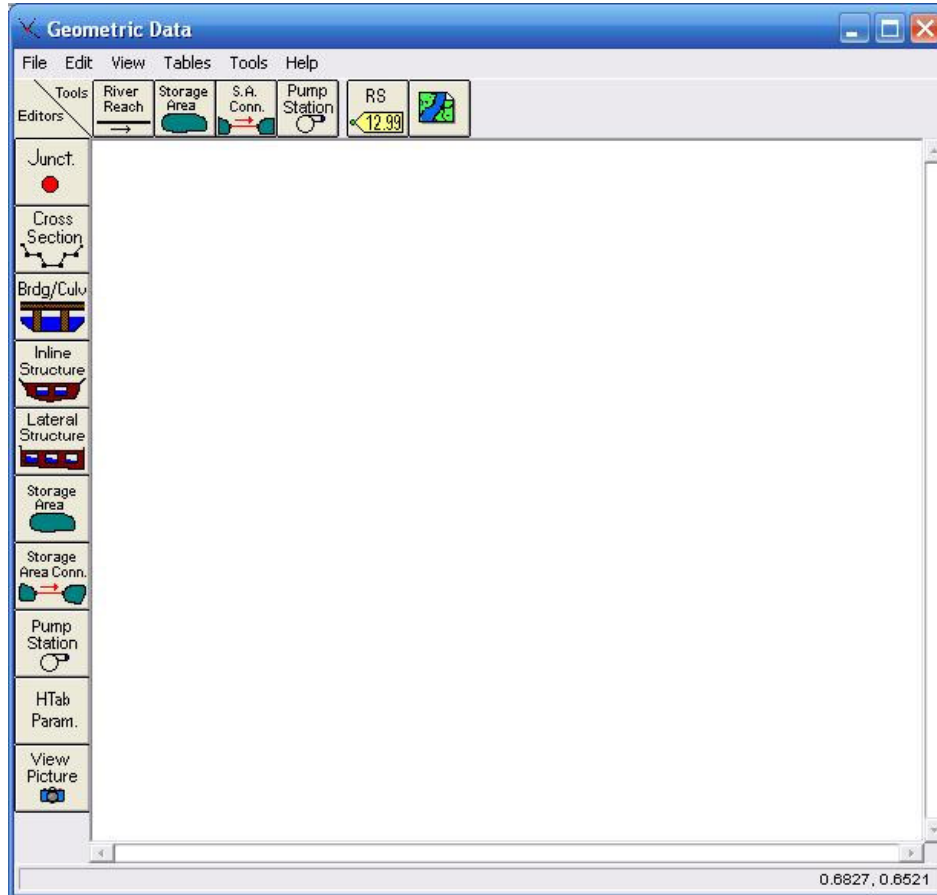 Geometric Data
File Edit View Tables Tools Help
Tools
Editors
River
Reach
Storage
Area
S.A.
Conn.
Pump
Station
RS
12.99
Junct.
Cross
Section
Brdg/Culv
Inline
Structure
Lateral
Structure
Storage
Area
Storage
Area Conn.
Pump
Station
HTab
Param.
View
Picture
0.6827, 0.6521